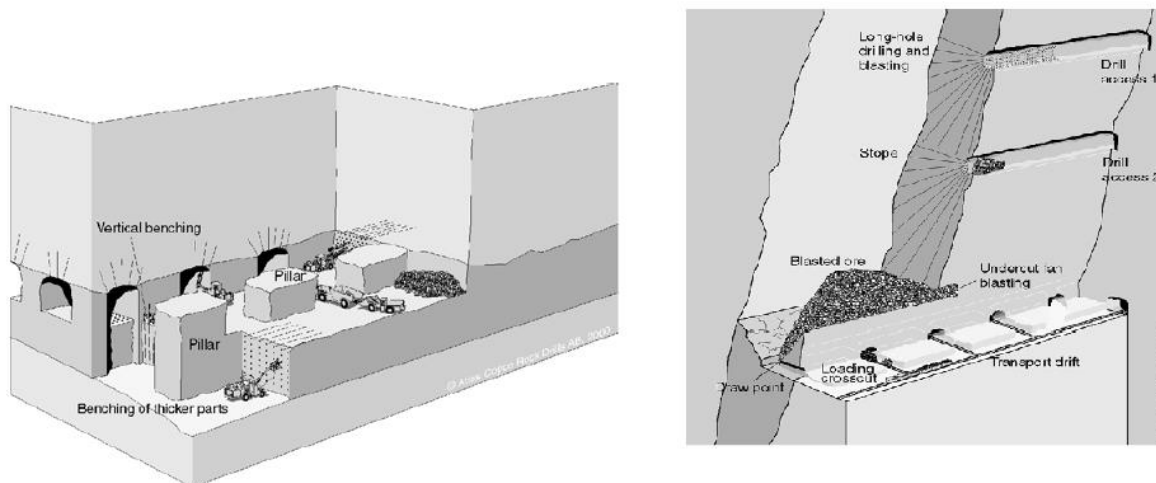 Vertical benching
Pillar
Pillar
Benching of thicker parts
© Atlas Copco Rock Drills AB, 2000
Long-hole
drilling and
blasting
Drill
access 1
Stope
Drill
access 2
Blasted ore
Undercut fan
blasting
Loading
crosscut
Draw point
Transport drift